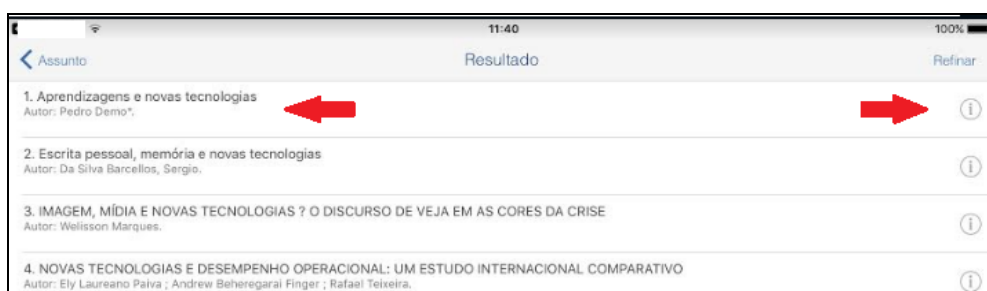 11:40
100%
Assunto
Resultado
Refinar
1. Aprendizagens e novas tecnologias
Autor: Pedro Demo*.
2. Escrita pessoal, memória e novas tecnologias
Autor: Da Silva Barcellos, Sergio.
3. IMAGEM, MÍDIA E NOVAS TECNOLOGIAS ? O DISCURSO DE VEJA EM AS CORES DA CRISE
Autor: Welisson Marques.
4. NOVAS TECNOLOGIAS E DESEMPENHO OPERACIONAL: UM ESTUDO INTERNACIONAL COMPARATIVO
Autor: Ely Laureano Paiva ; Andrew Beheregarai Finger ; Rafael Teixeira.